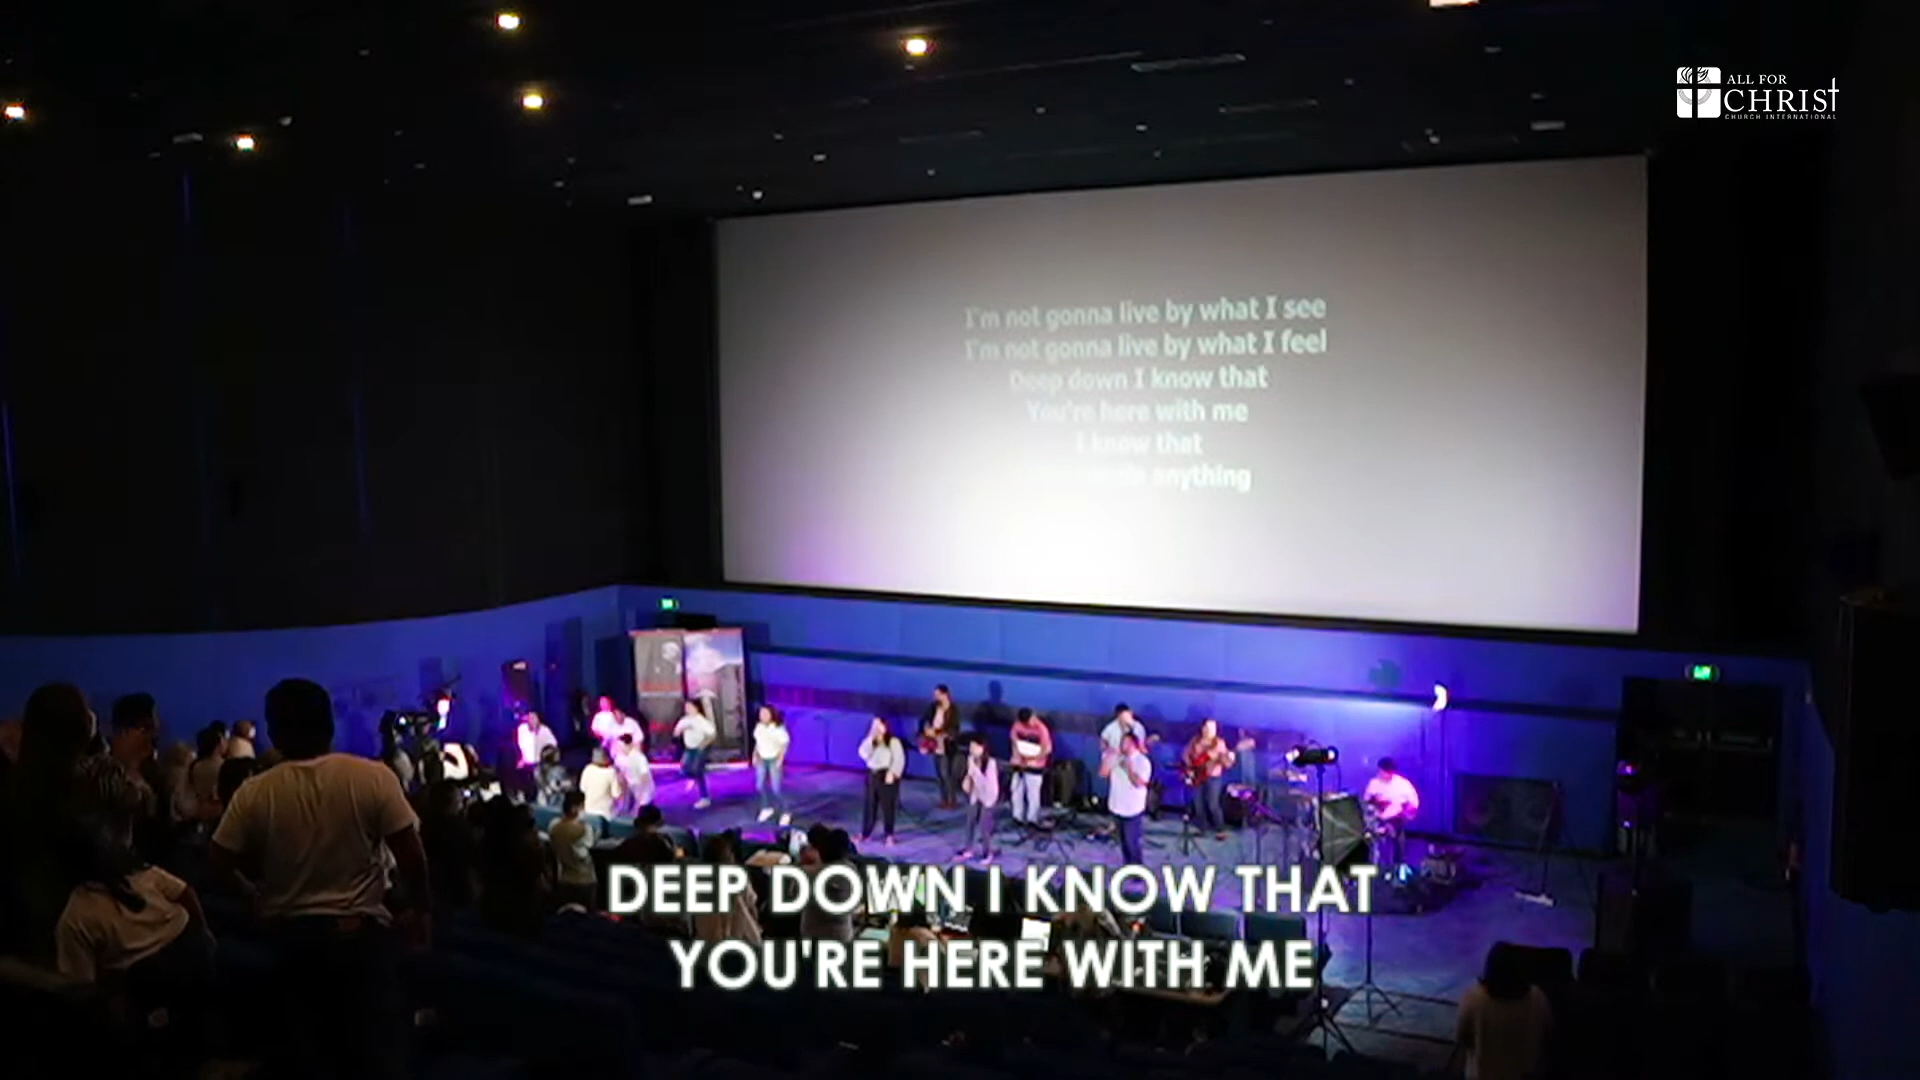 ALL FOR
CHRIST
CHURCH INTERNATIONAL
I'm not gonna live by what I see
I'm not gonna live by what I feel
Deep down I know that
You're here with me
I know that
anything
DEEP DOWN I KNOW THAT
YOU'RE HERE WITH ME